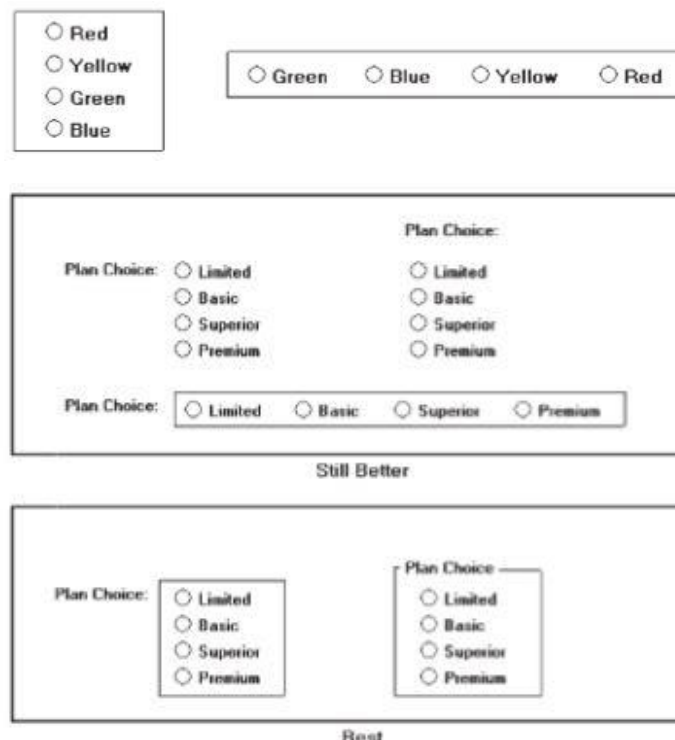 Red
Yellow
Green
Blue
Green Blue Yellow Red
Plan Choice:
Plan Choice: Limited Limited
Basic Basic
Superior Superior
Premium Premium
Plan Choice: Limited Basic Superior Premium
Still Better
Plan Choice
Plan Choice: Limited Limited
Basic Basic
Superior Superior
Premium Premium
Best